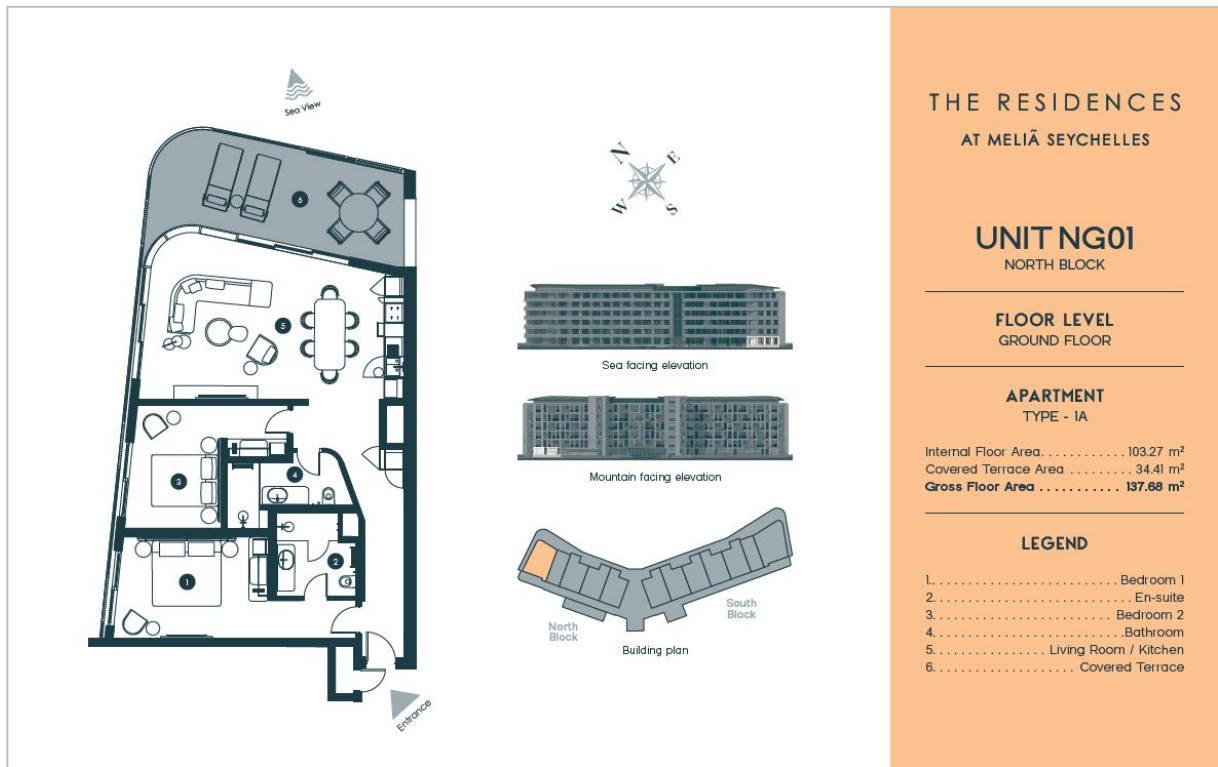 Sea View
6
5
3
4
2
1
Entrance
N
E
W
S
Sea facing elevation
Mountain facing elevation
North
Block
South
Block
Building plan
THE RESIDENCES
AT MELIÃ SEYCHELLES
UNIT NG01
NORTH BLOCK
FLOOR LEVEL
GROUND FLOOR
APARTMENT
TYPE - 1A
Internal Floor Area. . . . . . . . . . . . 103.27 m²
Covered Terrace Area . . . . . . . . . 34.41 m²
Gross Floor Area . . . . . . . . . . . 137.68 m²
LEGEND
1. . . . . . . . . . . . . . . . . . . . . . . . . . . Bedroom 1
2. . . . . . . . . . . . . . . . . . . . . . . . . . . . En-suite
3. . . . . . . . . . . . . . . . . . . . . . . . . . Bedroom 2
4. . . . . . . . . . . . . . . . . . . . . . . . . . . Bathroom
5. . . . . . . . . . . . . . . . . Living Room / Kitchen
6. . . . . . . . . . . . . . . . . . . . . Covered Terrace